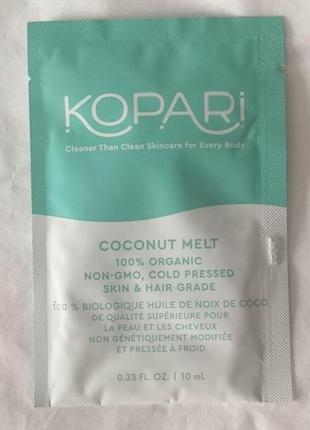 KOPARi
Cleaner Than Clean Skincare for Every Body
COCONUT MELT
100% ORGANIC
NON-GMO, COLD PRESSED
SKIN & HAIR GRADE
100 % BIOLOGIQUE HUILE DE NOIX DE COCO
DE QUALITÉ SUPÉRIEURE POUR
LA PEAU ET LES CHEVEUX
NON GÉNÉTIQUEMENT MODIFIÉE
ET PRESSÉE À FROID
0.33 FL. OZ. | 10 mL